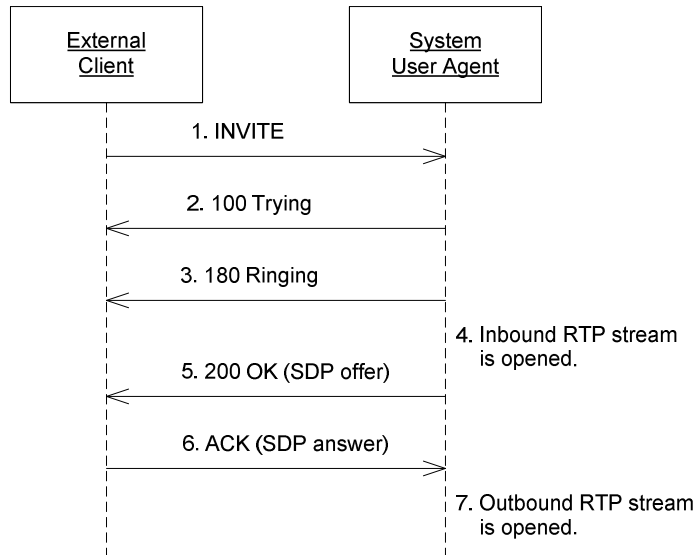 External
Client
System
User Agent
1. INVITE
2. 100 Trying
3. 180 Ringing
4. Inbound RTP stream
is opened.
5. 200 OK (SDP offer)
6. ACK (SDP answer)
7. Outbound RTP stream
is opened.